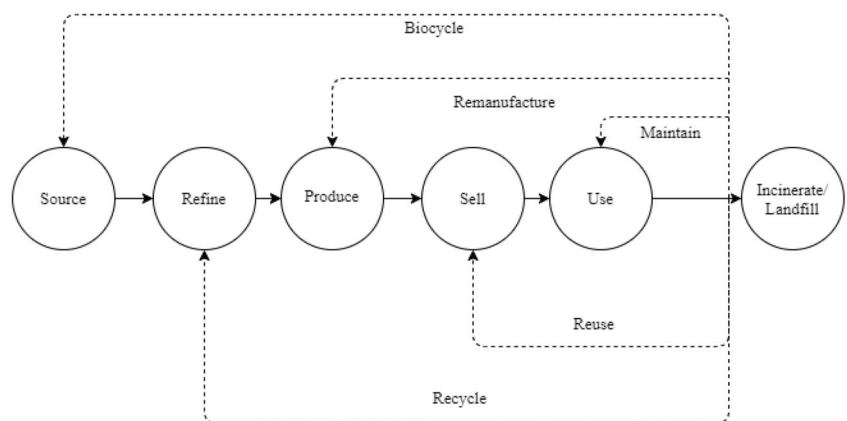 Biocycle
Remanufacture
Maintain
Source
Refine
Produce
Sell
Use
Incinerate/
Landfill
Reuse
Recycle